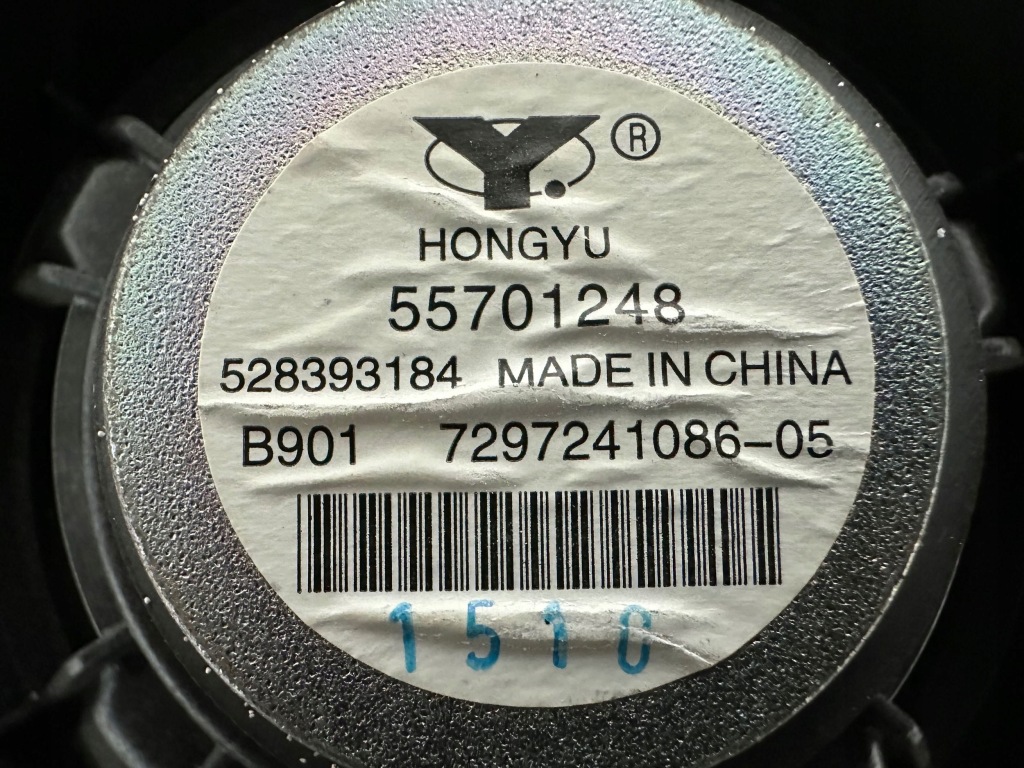 Y ®
HONGYU
55701248
528393184 MADE IN CHINA
B901 7297241086-05
1510